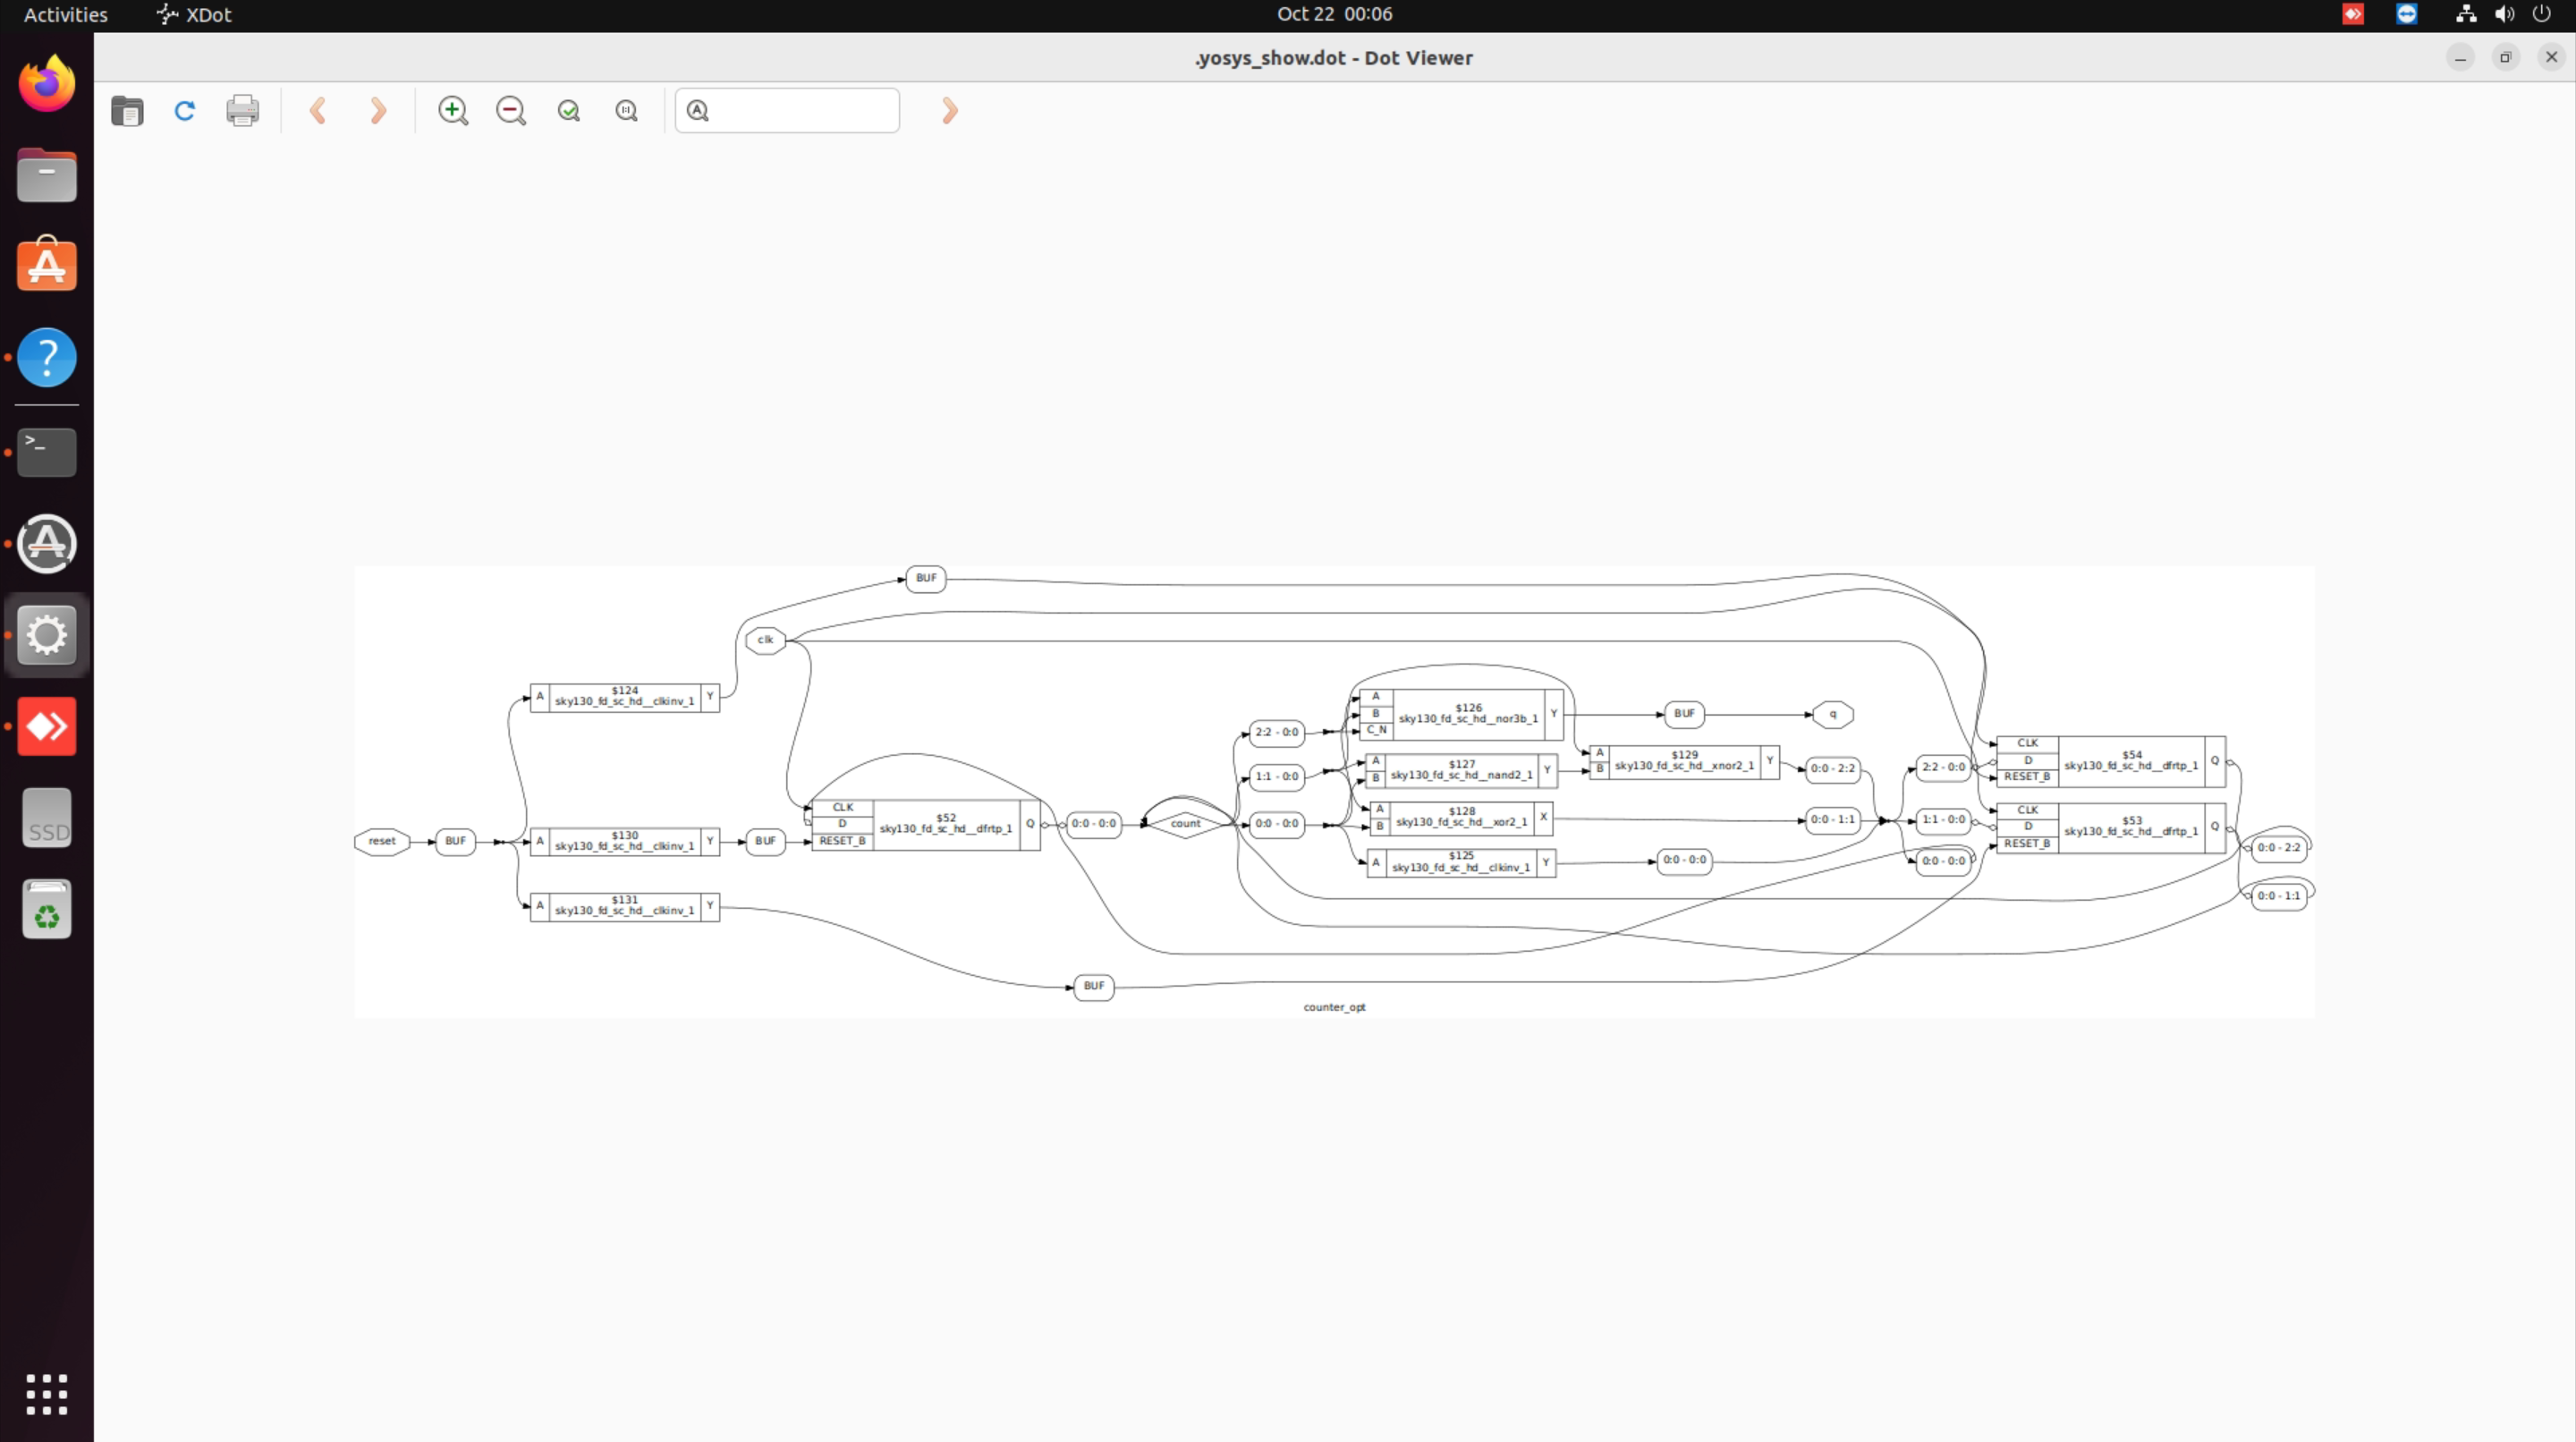 Activities
XDot
Oct 22 00:06
.yosys_show.dot - Dot Viewer
BUF
clk
A
$124
sky130_fd_sc_hd__clkinv_1
Y
reset
BUF
A
$130
sky130_fd_sc_hd__clkinv_1
Y
BUF
A
$131
sky130_fd_sc_hd__clkinv_1
Y
CLK
D
RESET_B
$52
sky130_fd_sc_hd__dfrtp_1
Q
0:0 - 0:0
count
BUF
2:2 - 0:0
1:1 - 0:0
0:0 - 0:0
A
B
C_N
$126
sky130_fd_sc_hd__nor3b_1
Y
BUF
q
A
B
$127
sky130_fd_sc_hd__nand2_1
Y
A
B
$129
sky130_fd_sc_hd__xnor2_1
Y
0:0 - 2:2
A
B
$128
sky130_fd_sc_hd__xor2_1
X
0:0 - 1:1
A
$125
sky130_fd_sc_hd__clkinv_1
Y
0:0 - 0:0
2:2 - 0:0
1:1 - 0:0
0:0 - 0:0
CLK
D
RESET_B
$54
sky130_fd_sc_hd__dfrtp_1
Q
CLK
D
RESET_B
$53
sky130_fd_sc_hd__dfrtp_1
Q
0:0 - 2:2
0:0 - 1:1
counter_opt
SSD